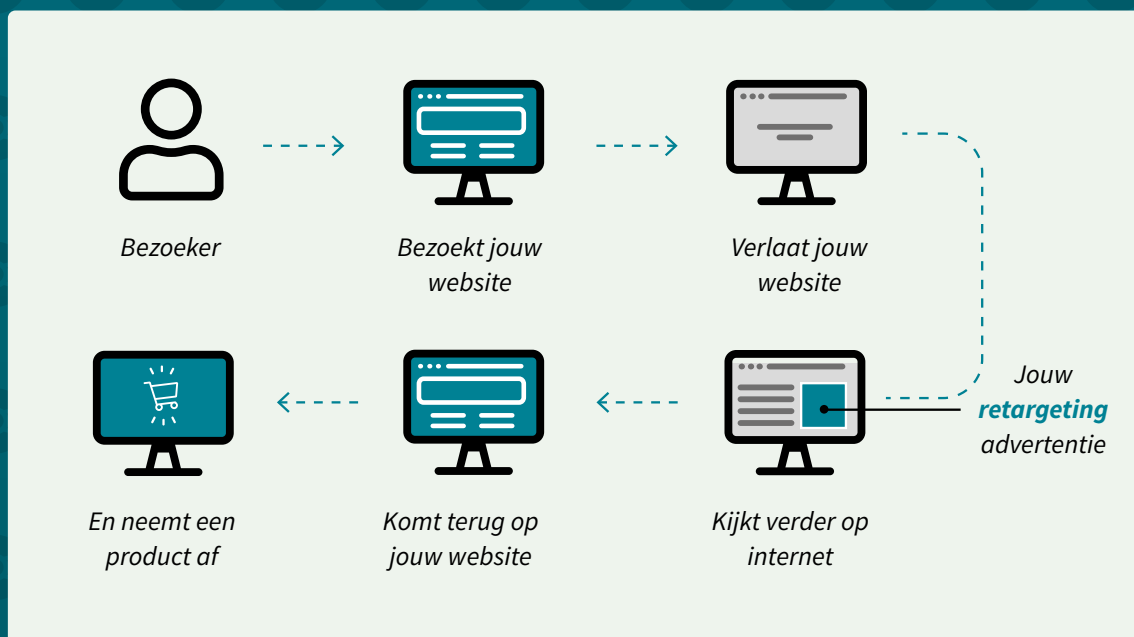 Bezoeker
Bezoekt jouw
website
Verlaat jouw
website
Jouw
retargeting
advertentie
Kijkt verder op
internet
Komt terug op
jouw website
En neemt een
product af